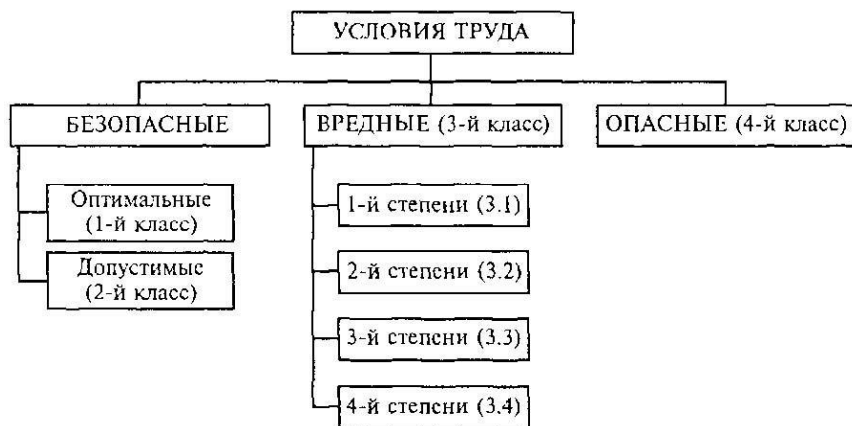 УСЛОВИЯ ТРУДА
БЕЗОПАСНЫЕ
ВРЕДНЫЕ (3-й класс)
ОПАСНЫЕ (4-й класс)
Оптимальные
(1-й класс)
Допустимые
(2-й класс)
1-й степени (3.1)
2-й степени (3.2)
3-й степени (3.3)
4-й степени (3.4)